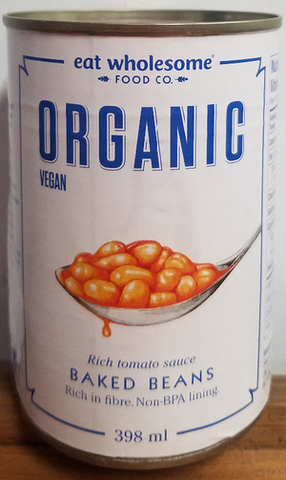 eat wholesome®
FOOD CO.
ORGANIC
VEGAN
Rich tomato sauce
BAKED BEANS
Rich in fibre. Non-BPA lining.
398 ml